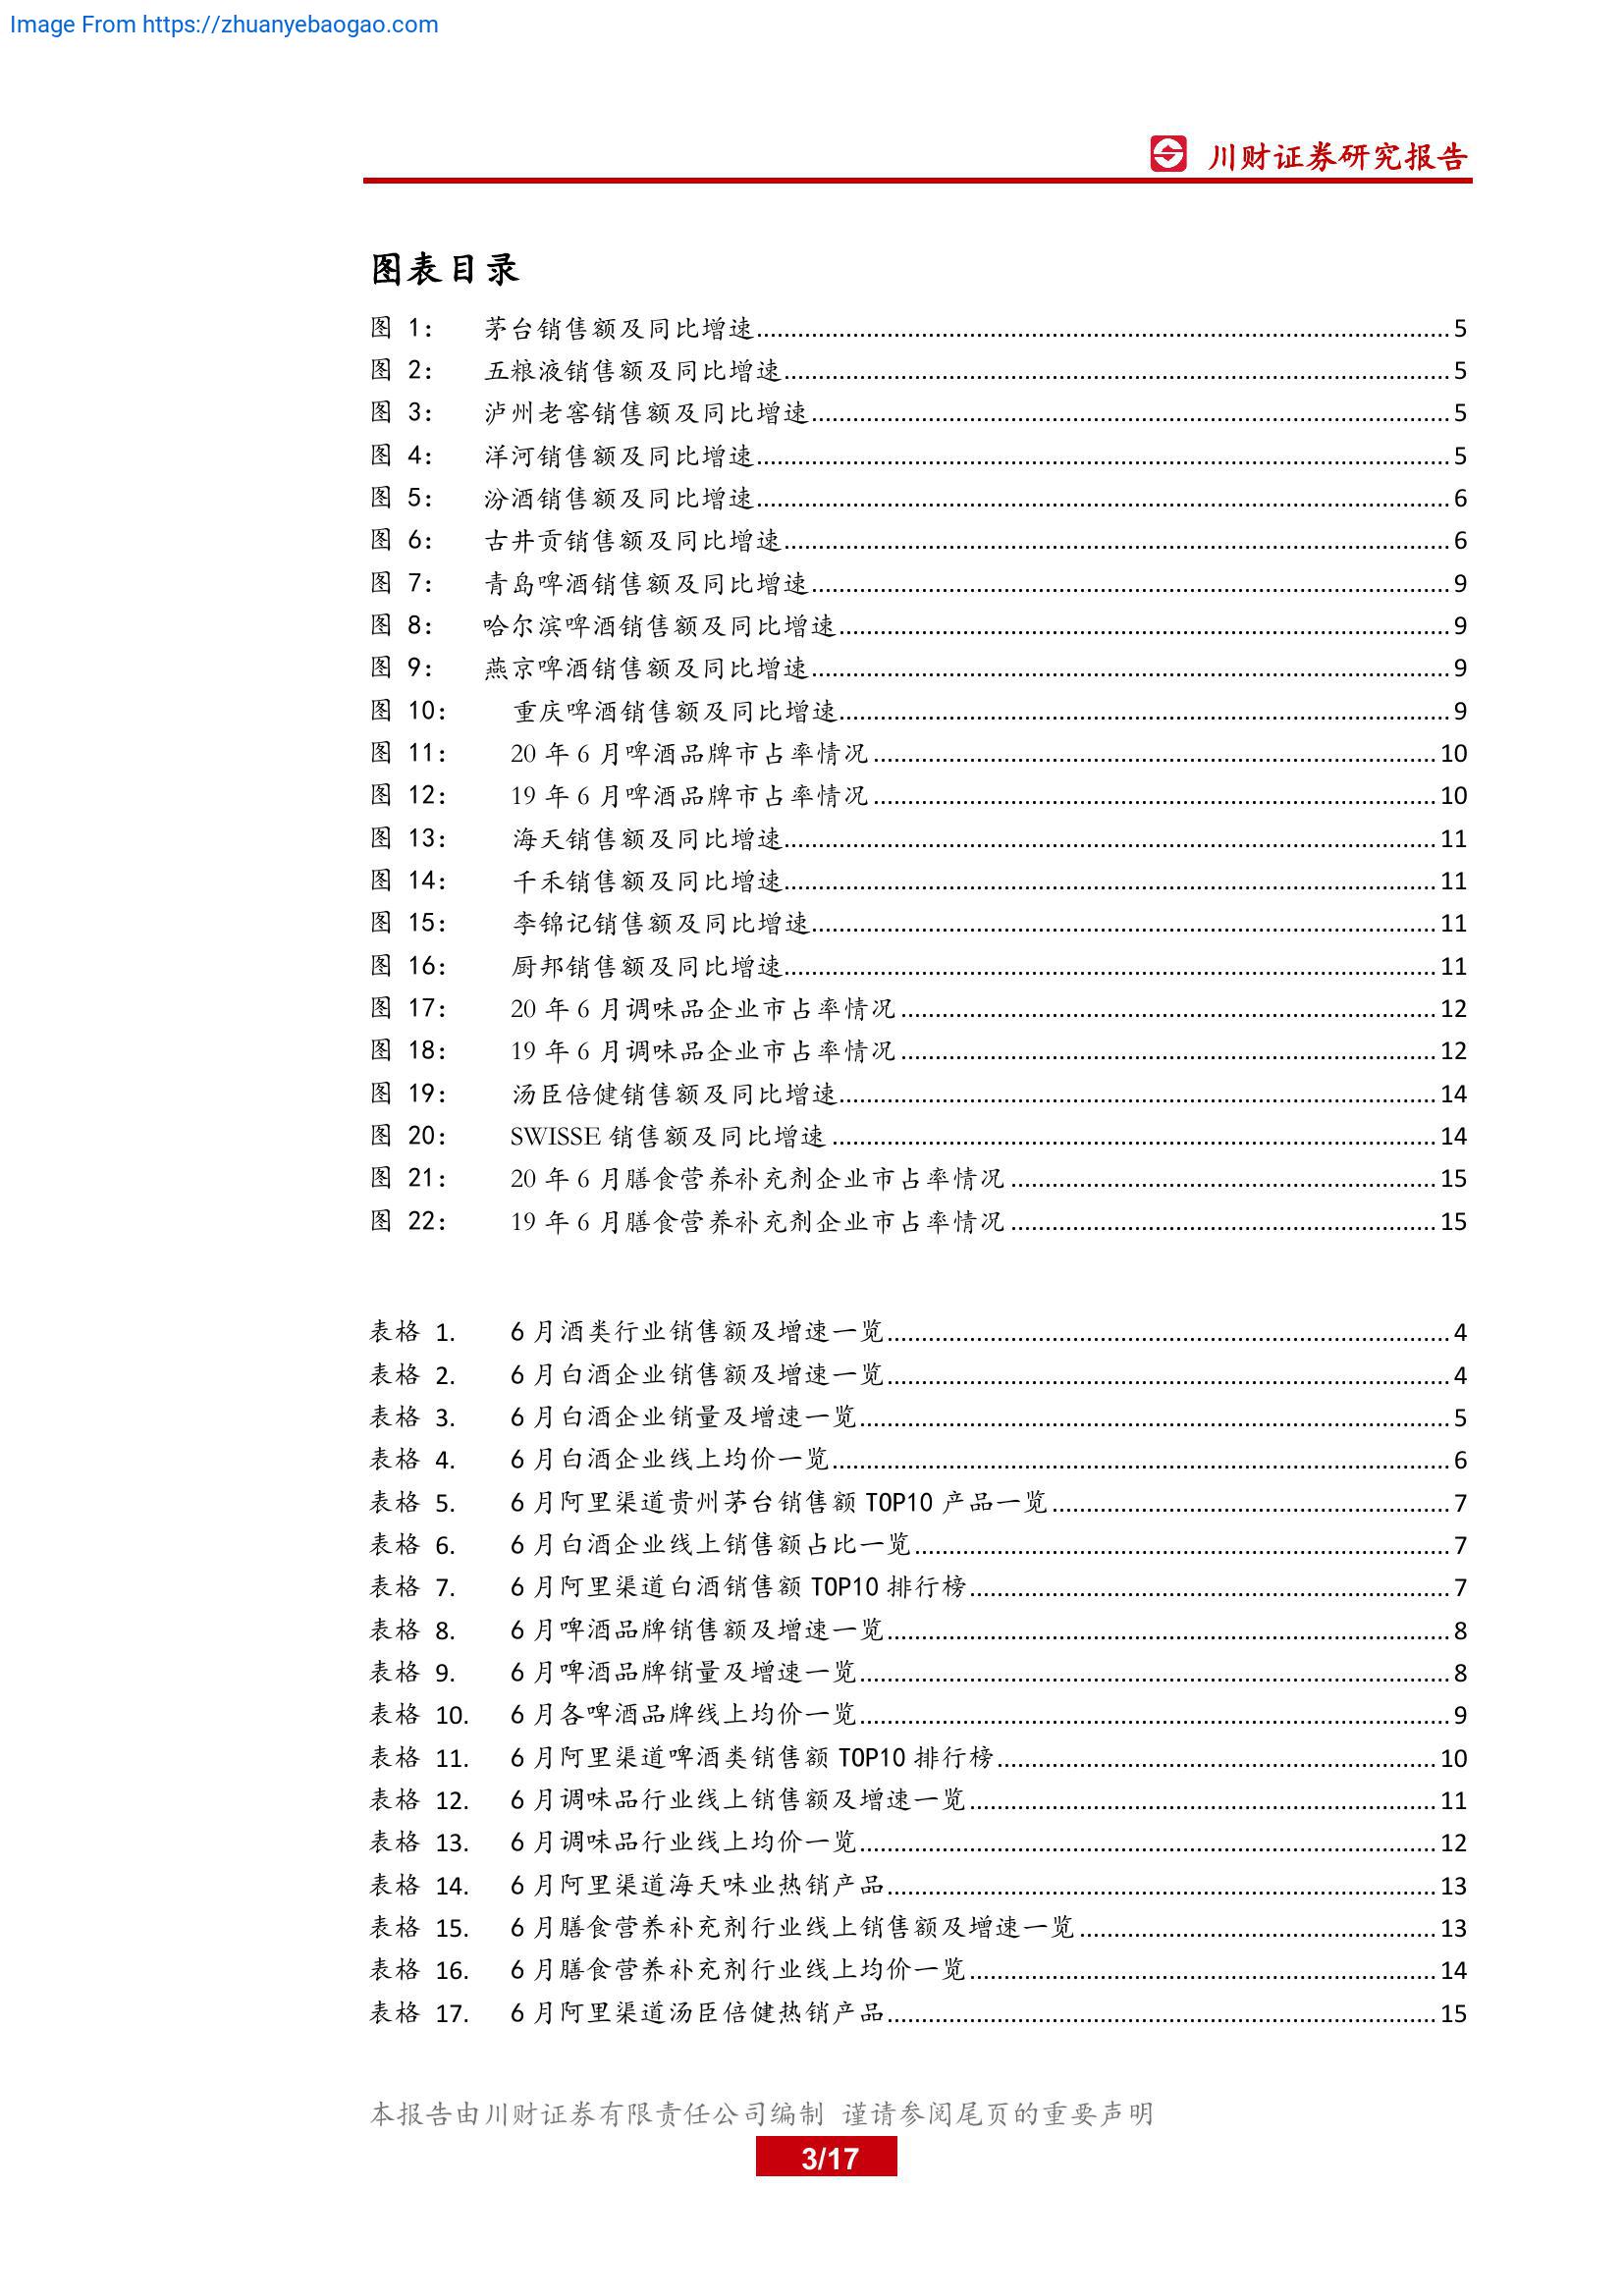 Image From https://zhuanyebaogao.com
川财证券研究报告
图表目录
图 1： 茅台销售额及同比增速 5
图 2： 五粮液销售额及同比增速 5
图 3： 泸州老窖销售额及同比增速 5
图 4： 洋河销售额及同比增速 5
图 5： 汾酒销售额及同比增速 6
图 6： 古井贡销售额及同比增速 6
图 7： 青岛啤酒销售额及同比增速 9
图 8： 哈尔滨啤酒销售额及同比增速 9
图 9： 燕京啤酒销售额及同比增速 9
图 10： 重庆啤酒销售额及同比增速 9
图 11： 20 年 6 月啤酒品牌市占率情况 10
图 12： 19 年 6 月啤酒品牌市占率情况 10
图 13： 海天销售额及同比增速 11
图 14： 千禾销售额及同比增速 11
图 15： 李锦记销售额及同比增速 11
图 16： 厨邦销售额及同比增速 11
图 17： 20 年 6 月调味品企业市占率情况 12
图 18： 19 年 6 月调味品企业市占率情况 12
图 19： 汤臣倍健销售额及同比增速 14
图 20： SWISSE 销售额及同比增速 14
图 21： 20 年 6 月膳食营养补充剂企业市占率情况 15
图 22： 19 年 6 月膳食营养补充剂企业市占率情况 15
表格 1. 6 月酒类行业销售额及增速一览 4
表格 2. 6 月白酒企业销售额及增速一览 4
表格 3. 6 月白酒企业销量及增速一览 5
表格 4. 6 月白酒企业线上均价一览 6
表格 5. 6 月阿里渠道贵州茅台销售额 TOP10 产品一览 7
表格 6. 6 月白酒企业线上销售额占比一览 7
表格 7. 6 月阿里渠道白酒销售额 TOP10 排行榜 7
表格 8. 6 月啤酒品牌销售额及增速一览 8
表格 9. 6 月啤酒品牌销量及增速一览 8
表格 10. 6 月各啤酒品牌线上均价一览 9
表格 11. 6 月阿里渠道啤酒类销售额 TOP10 排行榜 10
表格 12. 6 月调味品行业线上销售额及增速一览 11
表格 13. 6 月调味品行业线上均价一览 12
表格 14. 6 月阿里渠道海天味业热销产品 13
表格 15. 6 月膳食营养补充剂行业线上销售额及增速一览 13
表格 16. 6 月膳食营养补充剂行业线上均价一览 14
表格 17. 6 月阿里渠道汤臣倍健热销产品 15
本报告由川财证券有限责任公司编制 谨请参阅尾页的重要声明
3/17